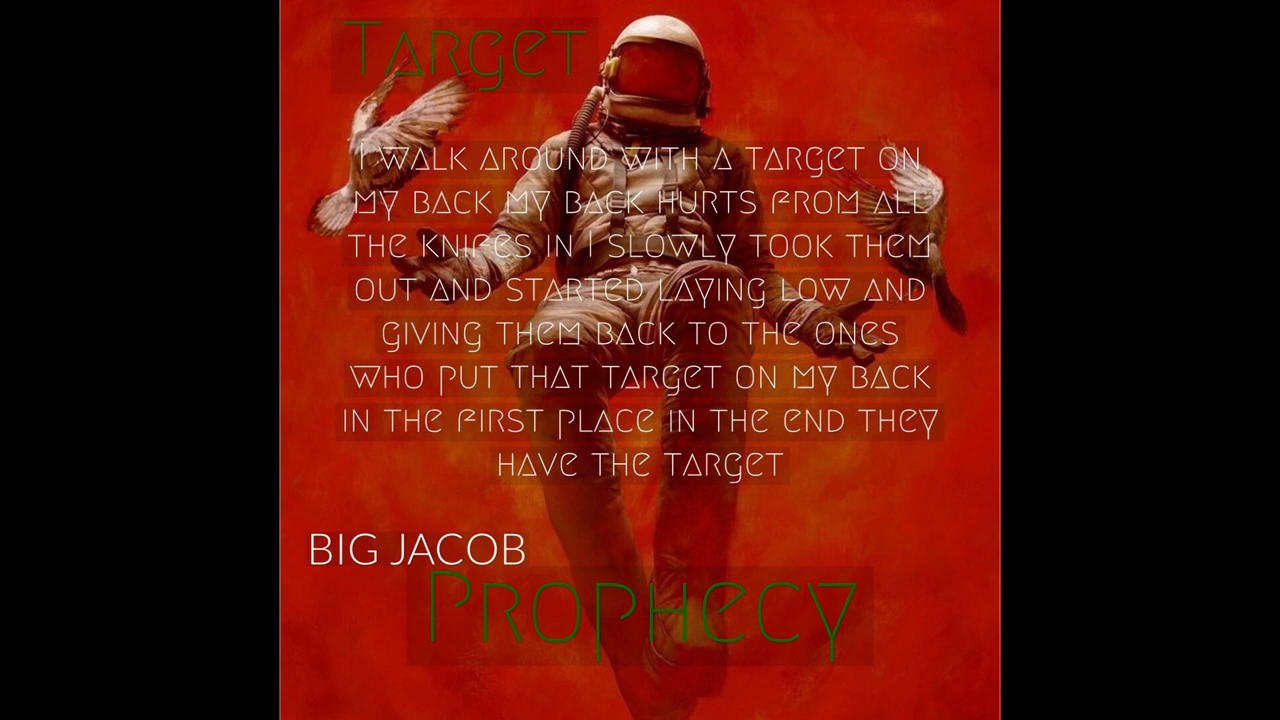 Target
I WALK AROUND WITH A TARGET ON
MY BACK MY BACK HURTS FROM ALL
THE KNIFES IN I SLOWLY TOOK THEM
OUT AND STARTED LAYING LOW AND
GIVING THEM BACK TO THE ONES
WHO PUT THAT TARGET ON MY BACK
IN THE FIRST PLACE IN THE END THEY
HAVE THE TARGET
BIG JACOB
Prophecy